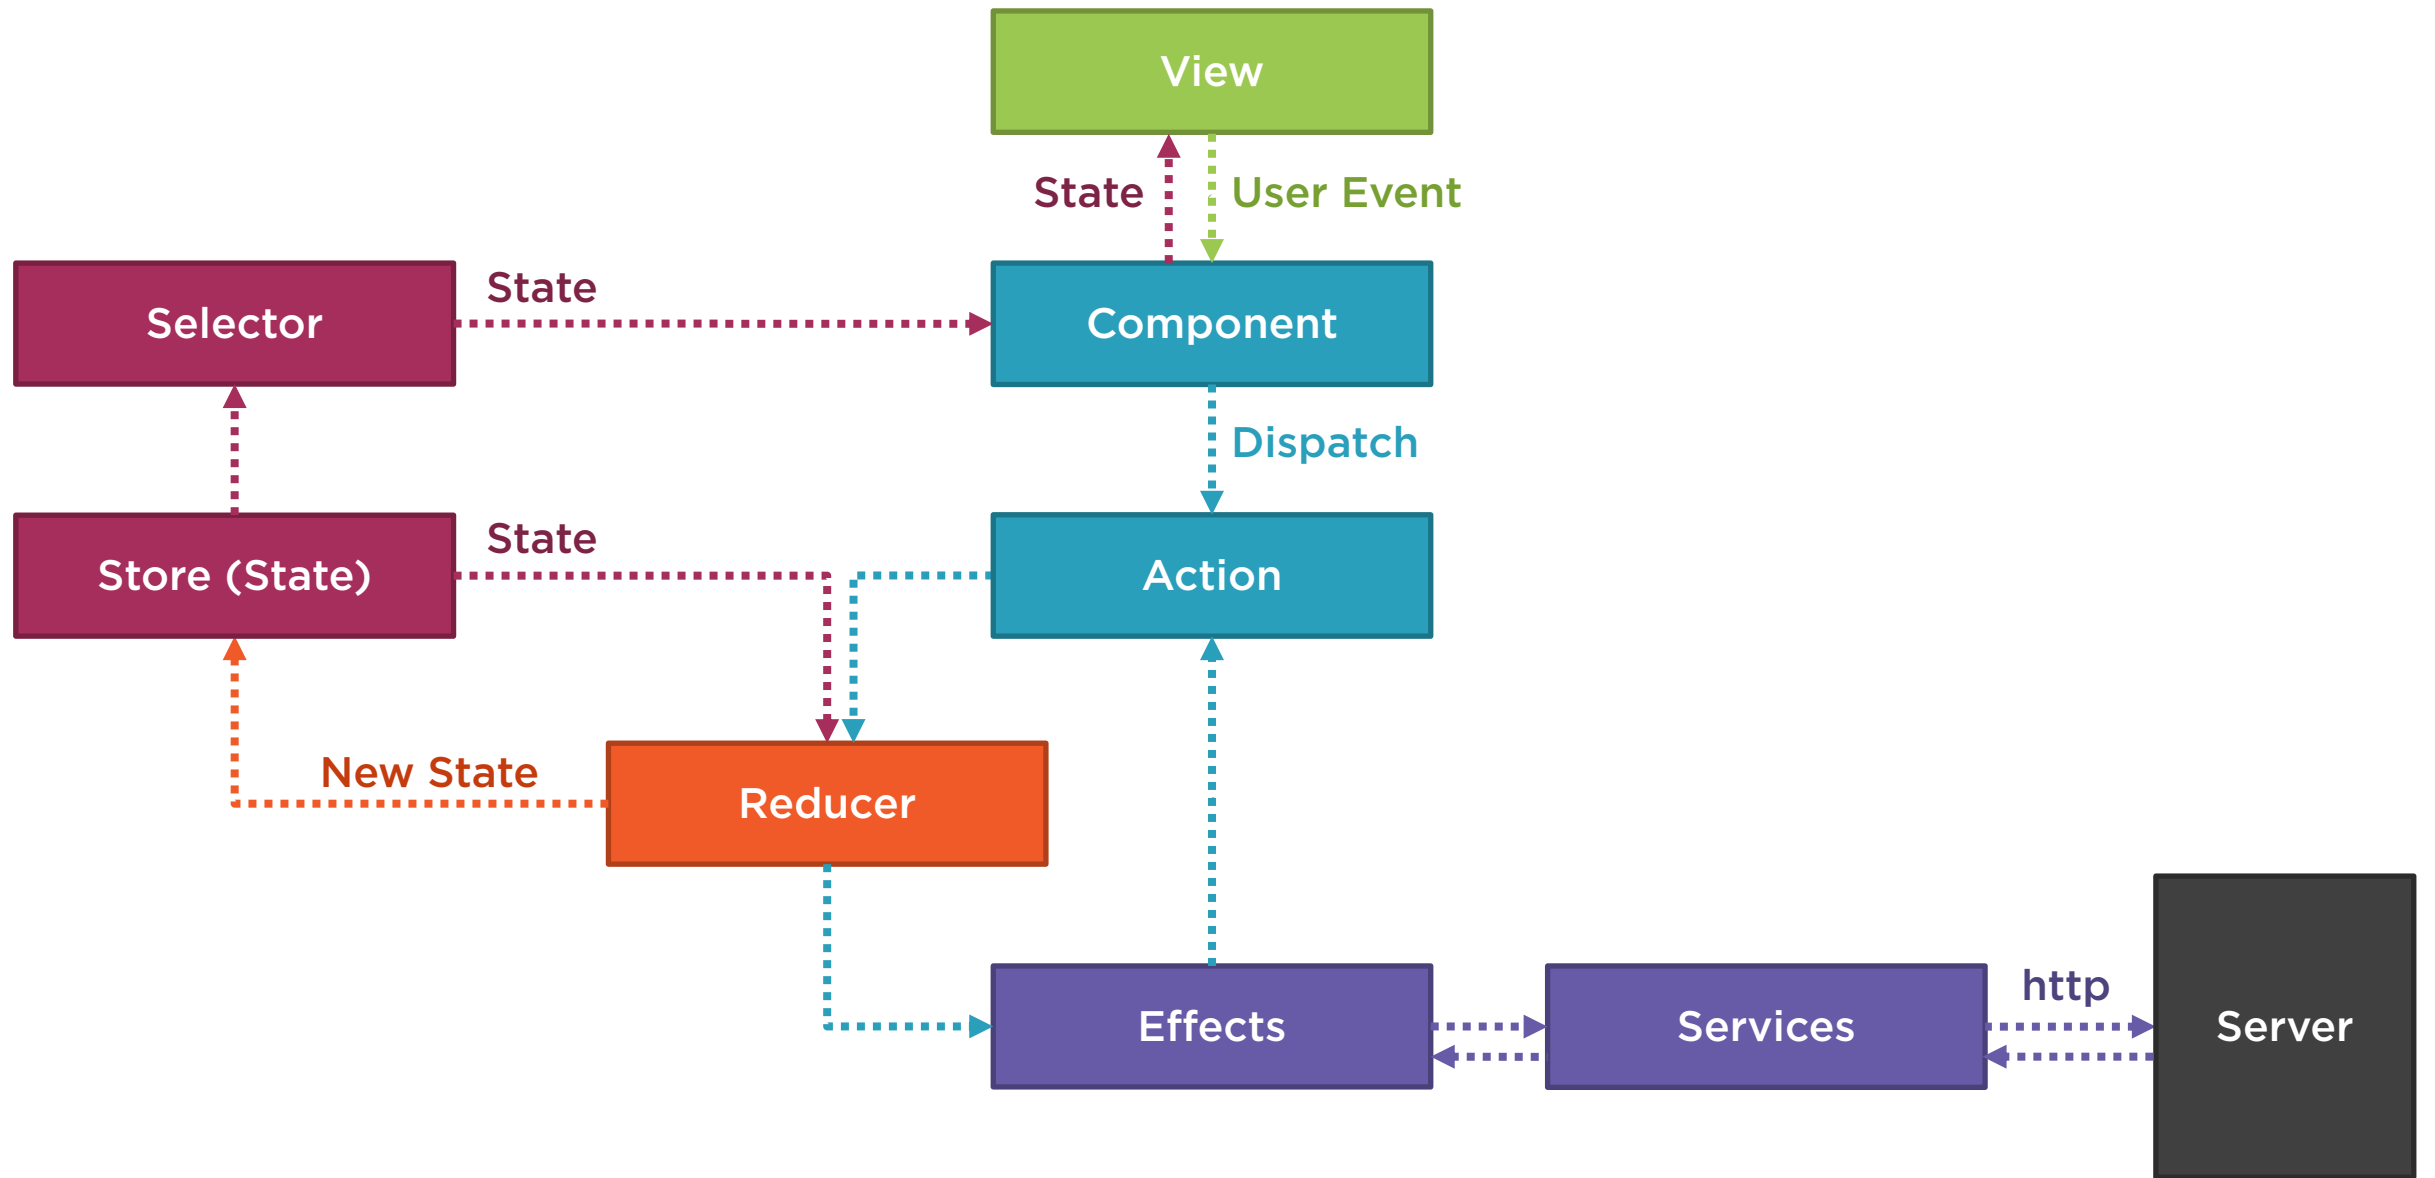 View
State
User Event
Selector
State
Component
Dispatch
Store (State)
State
Action
New State
Reducer
Effects
Services
http
Server